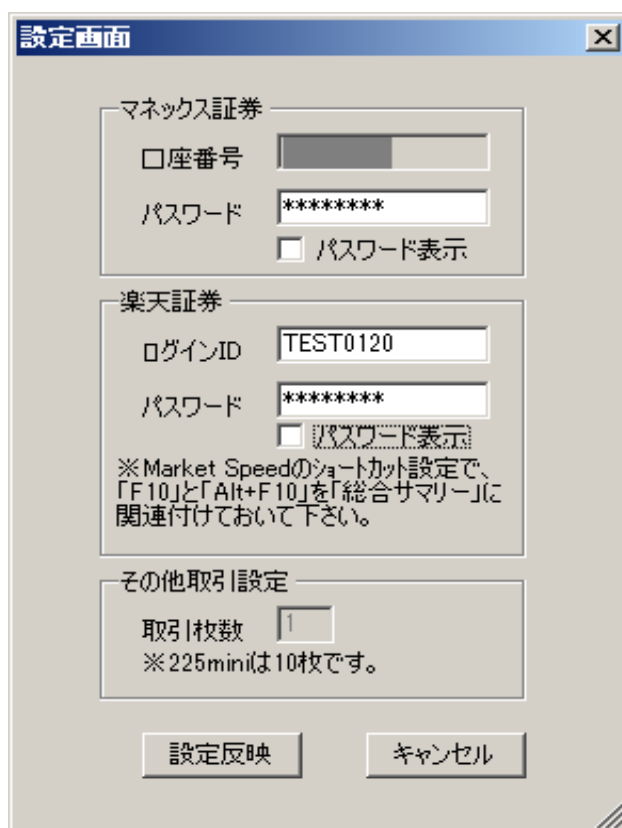 設定画面
マネックス証券
口座番号
パスワード ********
パスワード表示
楽天証券
ログインID TEST0120
パスワード ********
パスワード表示
※Market Speedのショートカット設定で、
「F10」と「Alt+F10」を「総合サマリー」に
関連付けておいて下さい。
その他取引設定
取引枚数 1
※225miniは10枚です。
設定反映 キャンセル